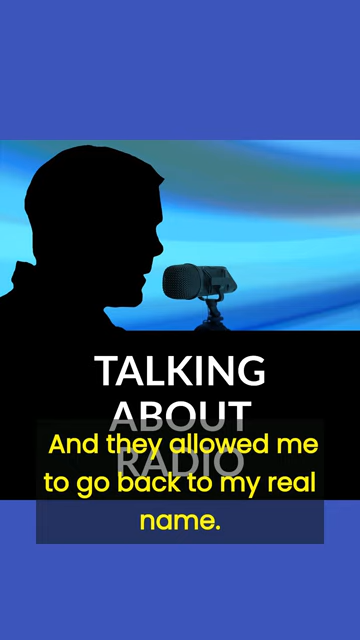 TALKING
ABOUT
RADIO
And they allowed me
to go back to my real
name.